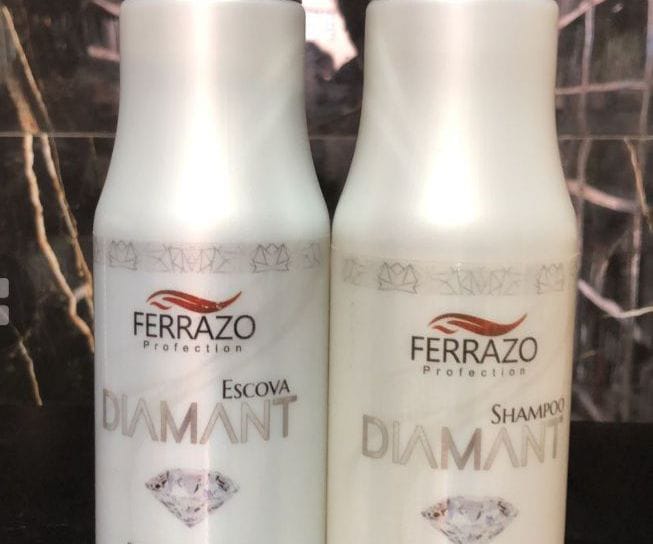 FERRAZO
Profection
ESCOVA
DIAMANT
FERRAZO
Profection
SHAMPOO
DIAMANT